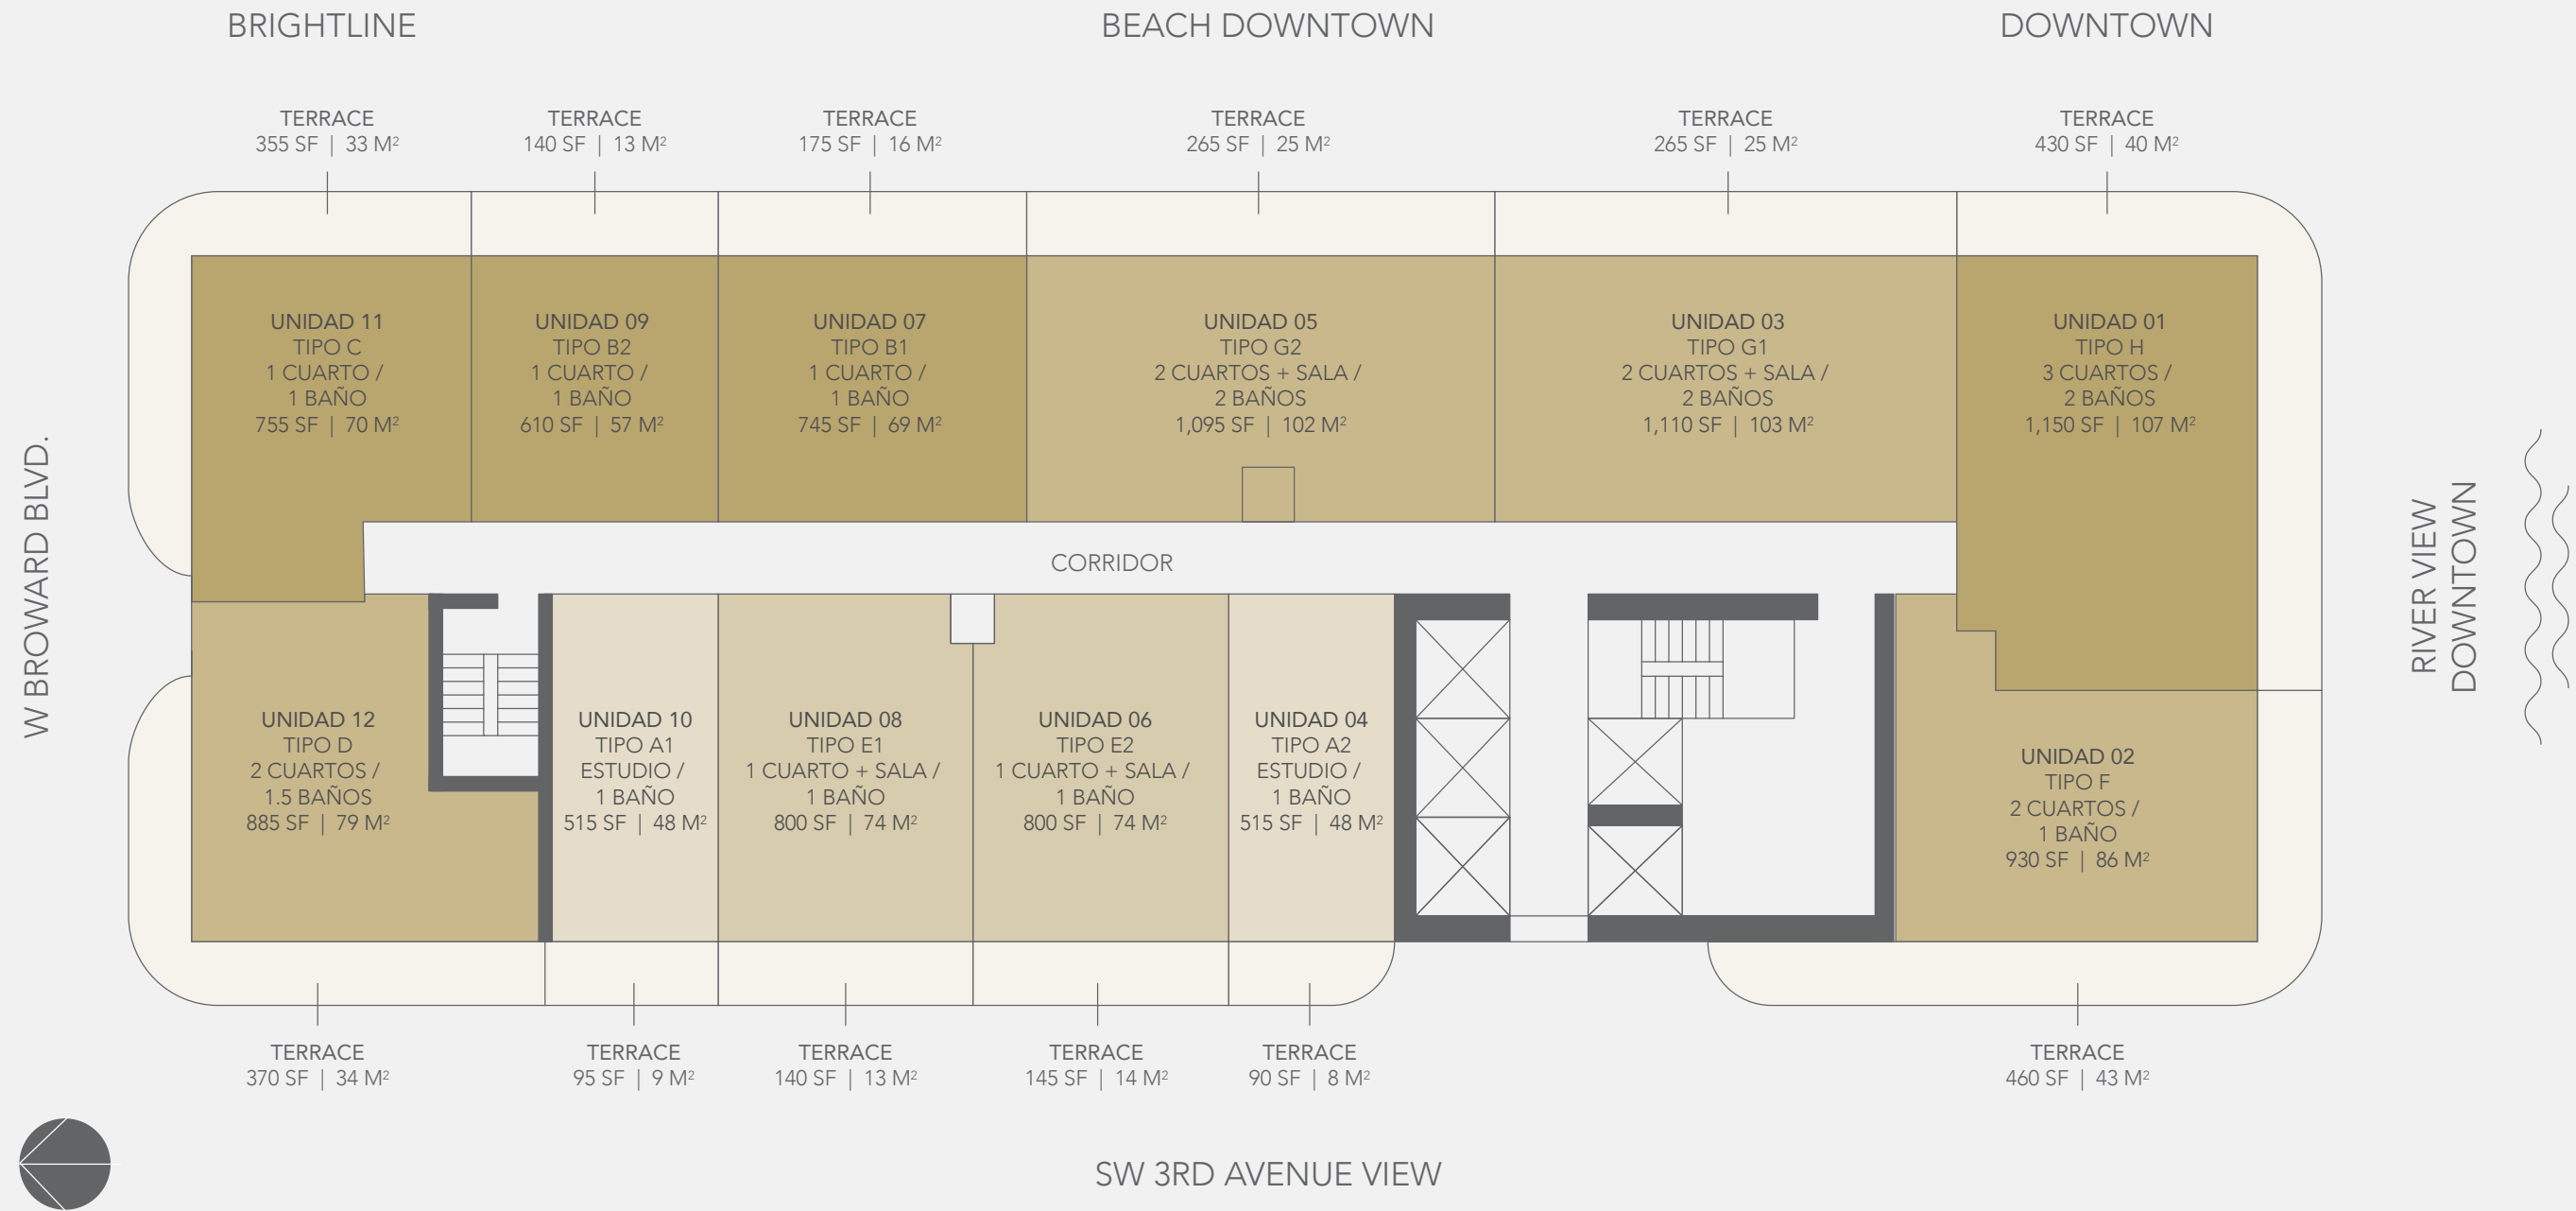 BRIGHTLINE
BEACH DOWNTOWN
DOWNTOWN
TERRACE
355 SF | 33 M²
TERRACE
140 SF | 13 M²
TERRACE
175 SF | 16 M²
TERRACE
265 SF | 25 M²
TERRACE
265 SF | 25 M²
TERRACE
430 SF | 40 M²
UNIDAD 11
TIPO C
1 CUARTO /
1 BAÑO
755 SF | 70 M²
UNIDAD 09
TIPO B2
1 CUARTO /
1 BAÑO
610 SF | 57 M²
UNIDAD 07
TIPO B1
1 CUARTO /
1 BAÑO
745 SF | 69 M²
UNIDAD 05
TIPO G2
2 CUARTOS + SALA /
2 BAÑOS
1,095 SF | 102 M²
UNIDAD 03
TIPO G1
2 CUARTOS + SALA /
2 BAÑOS
1,110 SF | 103 M²
UNIDAD 01
TIPO H
3 CUARTOS /
2 BAÑOS
1,150 SF | 107 M²
W BROWARD BLVD.
CORRIDOR
RIVER VIEW
DOWNTOWN
UNIDAD 12
TIPO D
2 CUARTOS /
1.5 BAÑOS
885 SF | 79 M²
UNIDAD 10
TIPO A1
ESTUDIO /
1 BAÑO
515 SF | 48 M²
UNIDAD 08
TIPO E1
1 CUARTO + SALA /
1 BAÑO
800 SF | 74 M²
UNIDAD 06
TIPO E2
1 CUARTO + SALA /
1 BAÑO
800 SF | 74 M²
UNIDAD 04
TIPO A2
ESTUDIO /
1 BAÑO
515 SF | 48 M²
UNIDAD 02
TIPO F
2 CUARTOS /
1 BAÑO
930 SF | 86 M²
TERRACE
370 SF | 34 M²
TERRACE
95 SF | 9 M²
TERRACE
140 SF | 13 M²
TERRACE
145 SF | 14 M²
TERRACE
90 SF | 8 M²
TERRACE
460 SF | 43 M²
SW 3RD AVENUE VIEW